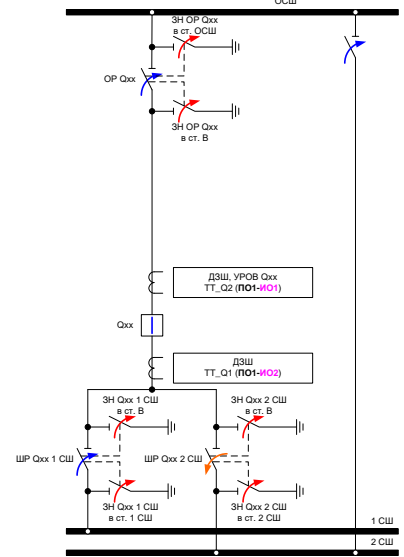 ОСШ
ЗН ОР Qxx
в ст. ОСШ
ОР Qxx
ЗН ОР Qxx
в ст. В
ДЗШ, УРОВ Qxx
ТТ_Q2 (ПО1-ИО1)
Qxx
ДЗШ
ТТ_Q1 (ПО1-ИО2)
ЗН Qxx 1 СШ
в ст. В
ЗН Qxx 2 СШ
в ст. В
ШР Qxx 1 СШ
ШР Qxx 2 СШ
ЗН Qxx 1 СШ
в ст. 1 СШ
ЗН Qxx 2 СШ
в ст. 2 СШ
1 СШ
2 СШ